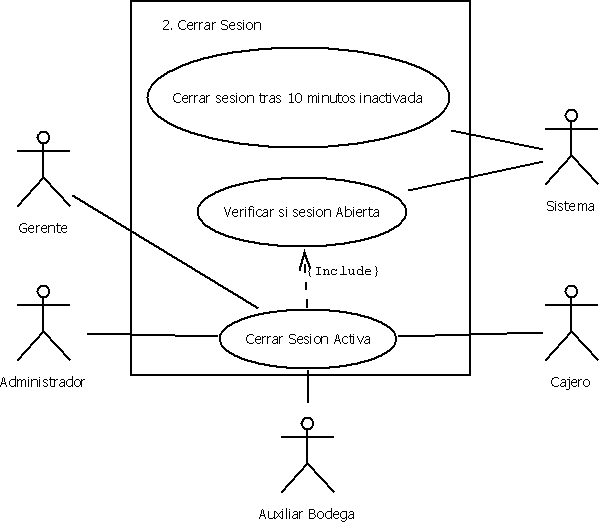 2. Cerrar Sesion
Cerrar sesion tras 10 minutos inactivada
Sistema
Gerente
Verificar si sesion Abierta
{Include}
Administrador
Cerrar Sesion Activa
Cajero
Auxiliar Bodega